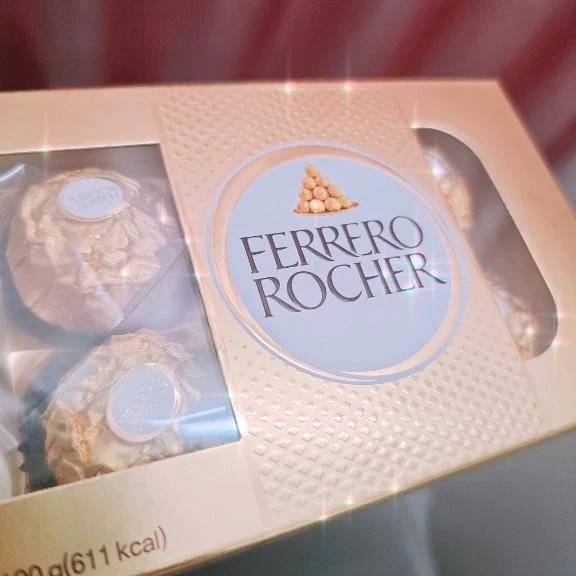 FERRERO
ROCHER
g(611 kcal)